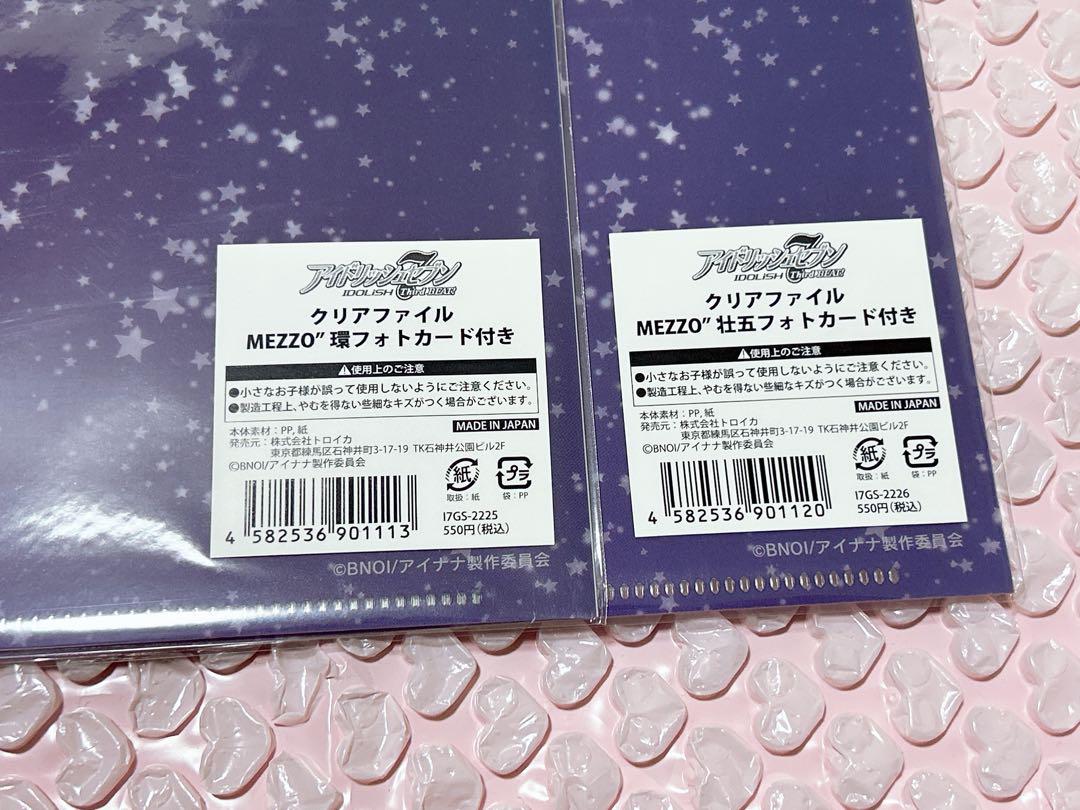 アイドリッシュセブン
IDOLiSH7 Third BEAT!
クリアファイル
MEZZO” 環フォトカード付き
⚠使用上のご注意
●小さなお子様が誤って使用しないようにご注意ください。
●製造工程上、やむを得ない些細なキズがつく場合がございます。
本体素材：PP, 紙
MADE IN JAPAN
発売元：株式会社トロイカ
東京都練馬区石神井町3-17-19 TK石神井公園ビル2F
©BNOI/アイナナ製作委員会
紙
プラ
取扱：紙
袋：PP
I7GS-2225
550円(税込)
4 582536 901113
©BNOI/アイナナ製作委員会
アイドリッシュセブン
IDOLiSH7 Third BEAT!
クリアファイル
MEZZO” 壮五フォトカード付き
⚠使用上のご注意
●小さなお子様が誤って使用しないようにご注意ください。
●製造工程上、やむを得ない些細なキズがつく場合がございます。
本体素材：PP, 紙
MADE IN JAPAN
発売元：株式会社トロイカ
東京都練馬区石神井町3-17-19 TK石神井公園ビル2F
©BNOI/アイナナ製作委員会
紙
プラ
取扱：紙
袋：PP
I7GS-2226
550円(税込)
4 582536 901120
©BNOI/アイナナ製作委員会